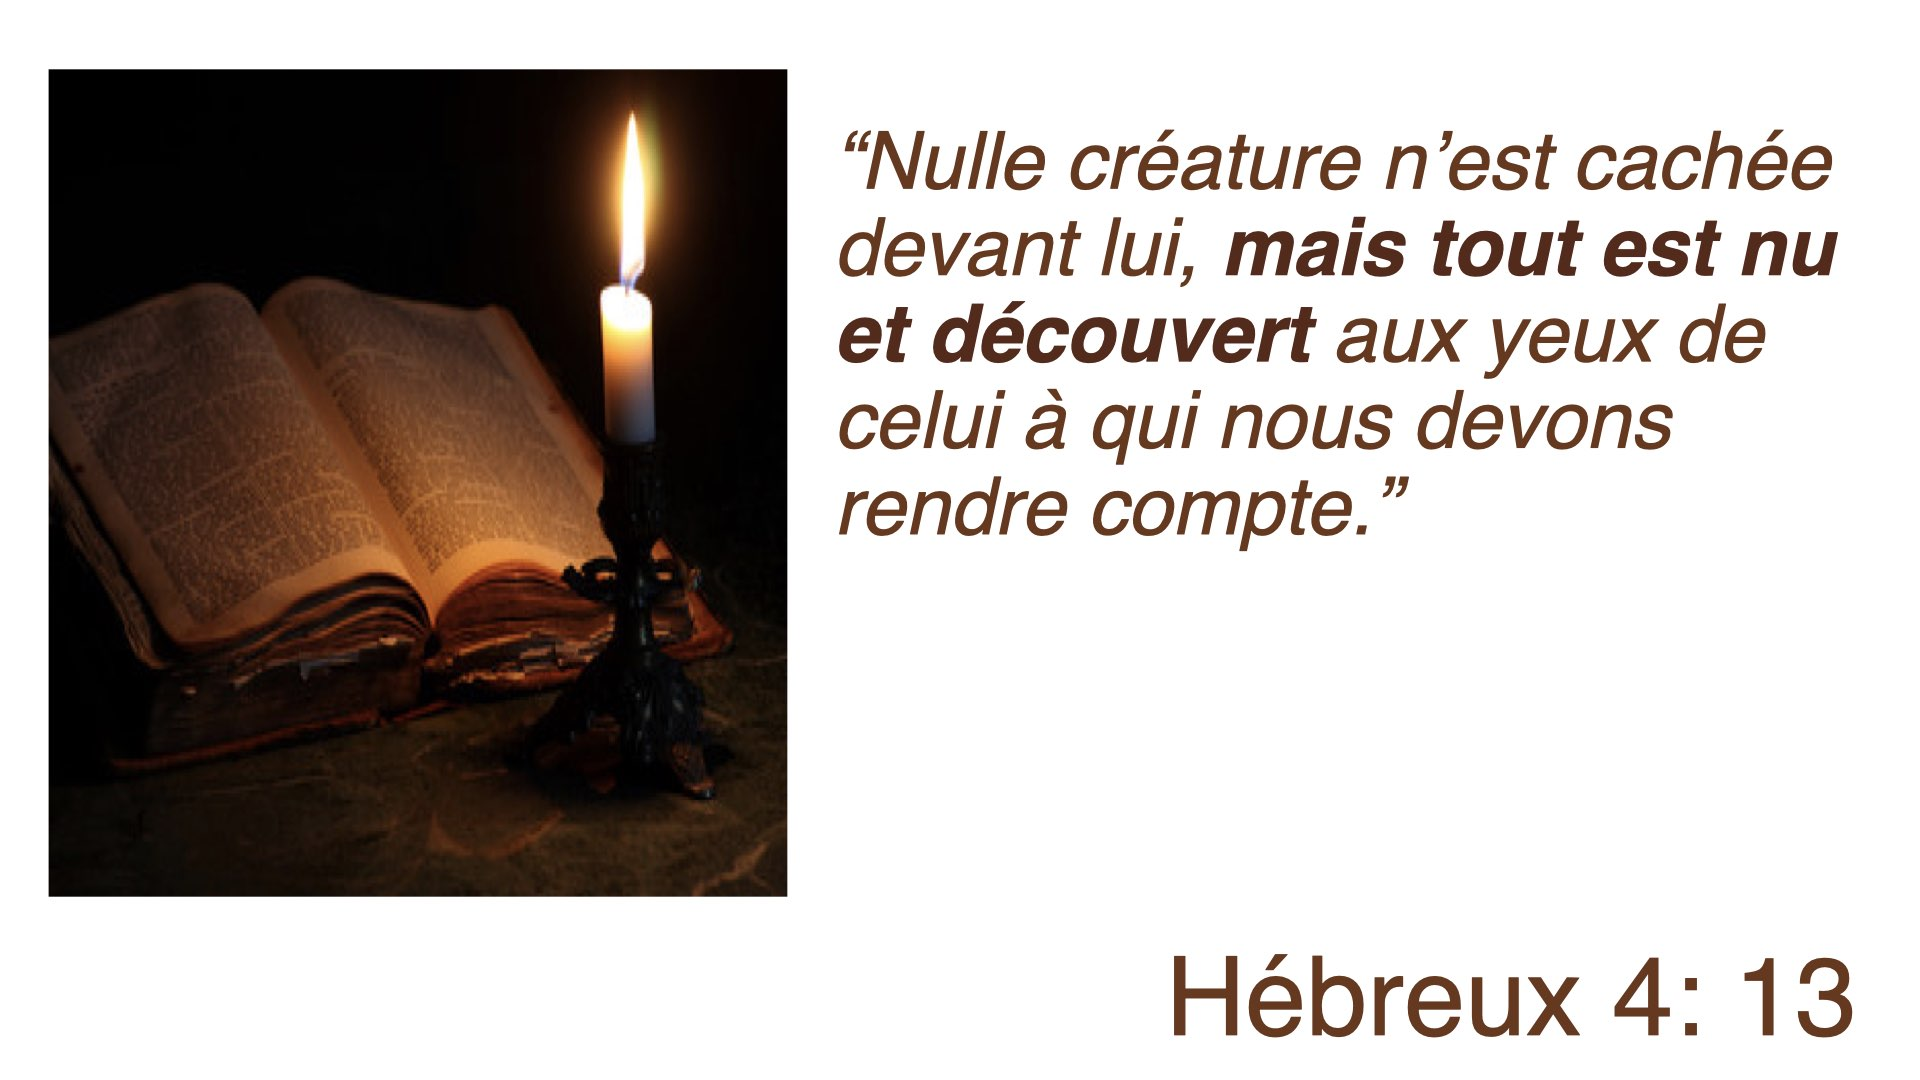 “Nulle créature n’est cachée
devant lui, mais tout est nu
et découvert aux yeux de
celui à qui nous devons
rendre compte.”
Hébreux 4: 13